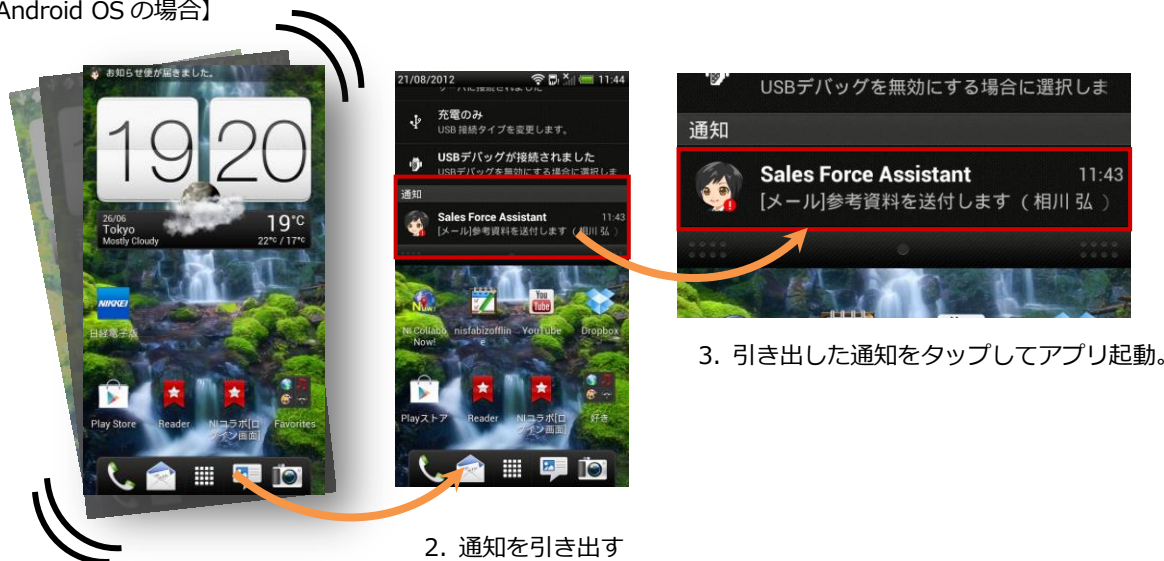 Android OS の場合】
お知らせ便が届きました。
19 20
26/06
Tokyo
Mostly Cloudy
19°C
22°C / 17°C
NIKKEI
日経電子版
Play Store
Reader
NIコラボ[ロ
グイン画面]
Favorites
21/08/2012
11:44
充電のみ
USB 接続タイプを変更します。
USBデバッグが接続されました
USBデバッグを無効にする場合に選択しま
通知
Sales Force Assistant
11:43
[メール]参考資料を送付します（相川 弘 ）
Now!
You
Tube
NI Collabo
Now!
nisfabizofflin
e
YouTube
Dropbox
Playストア
Reader
NIコラボ[ロ
グイン画面]
好き
2. 通知を引き出す
USBデバッグを無効にする場合に選択しま
通知
Sales Force Assistant
11:43
[メール]参考資料を送付します（相川 弘 ）
3. 引き出した通知をタップしてアプリ起動。